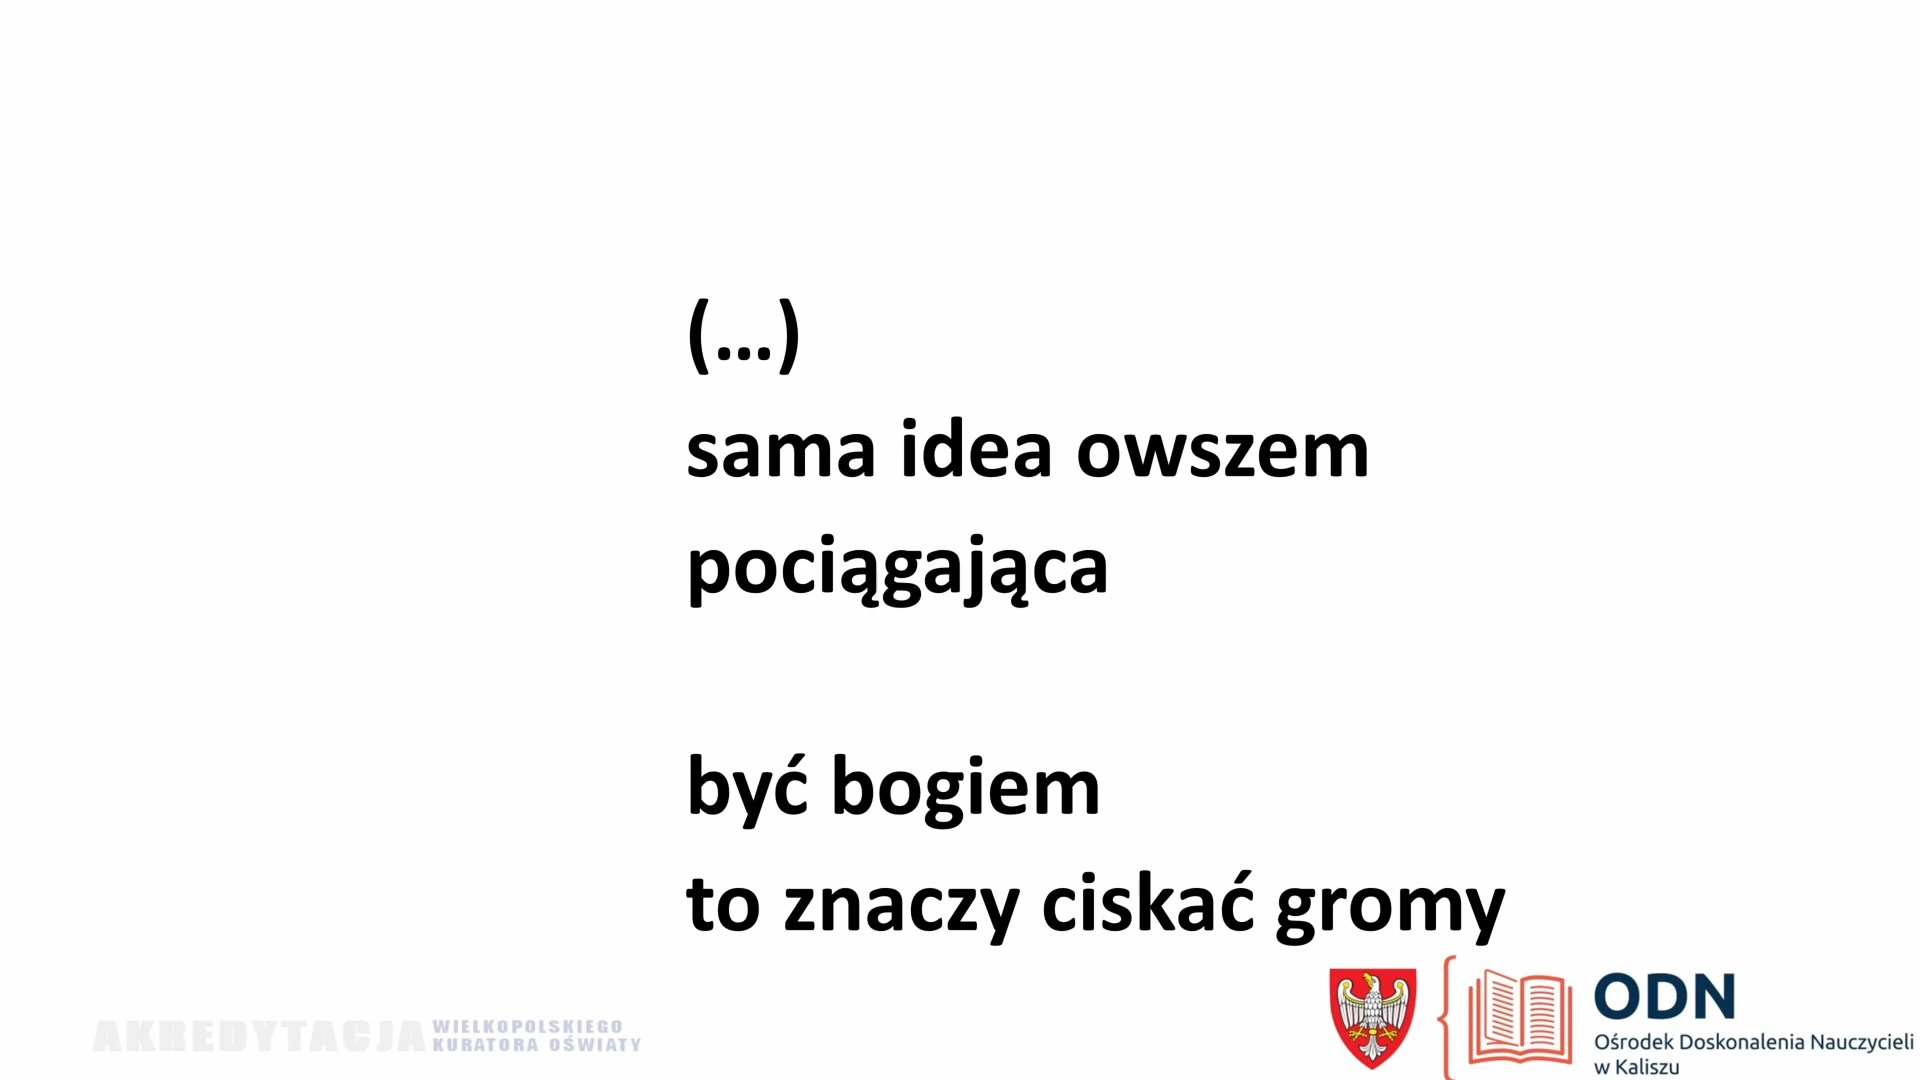 (…)
sama idea owszem
pociągająca
być bogiem
to znaczy ciskać gromy
AKREDYTACJA
WIELKOPOLSKIEGO
KURATORA OŚWIATY
ODN
Ośrodek Doskonalenia Nauczycieli
w Kaliszu